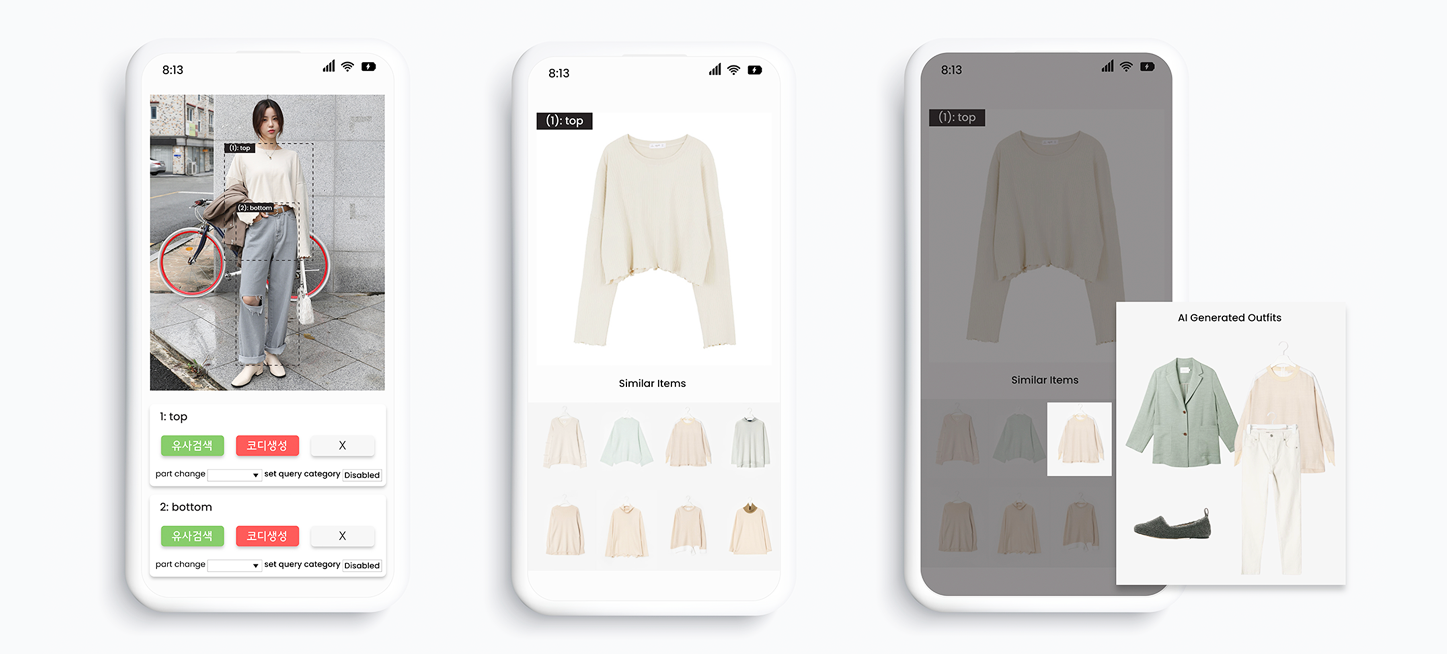 8:13
(1): top
(2): bottom
1: top
유사검색 코디생성 X
part change set query category Disabled
2: bottom
유사검색 코디생성 X
part change set query category Disabled
8:13
(1): top
Similar Items
8:13
(1): top
Similar Items
AI Generated Outfits